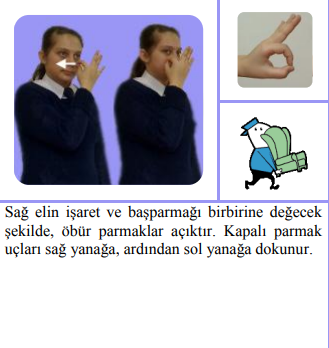 Sağ elin işaret ve başparmağı birbirine değecek
şekilde, öbür parmaklar açıktır. Kapalı parmak
uçları sağ yanağa, ardından sol yanağa dokunur.